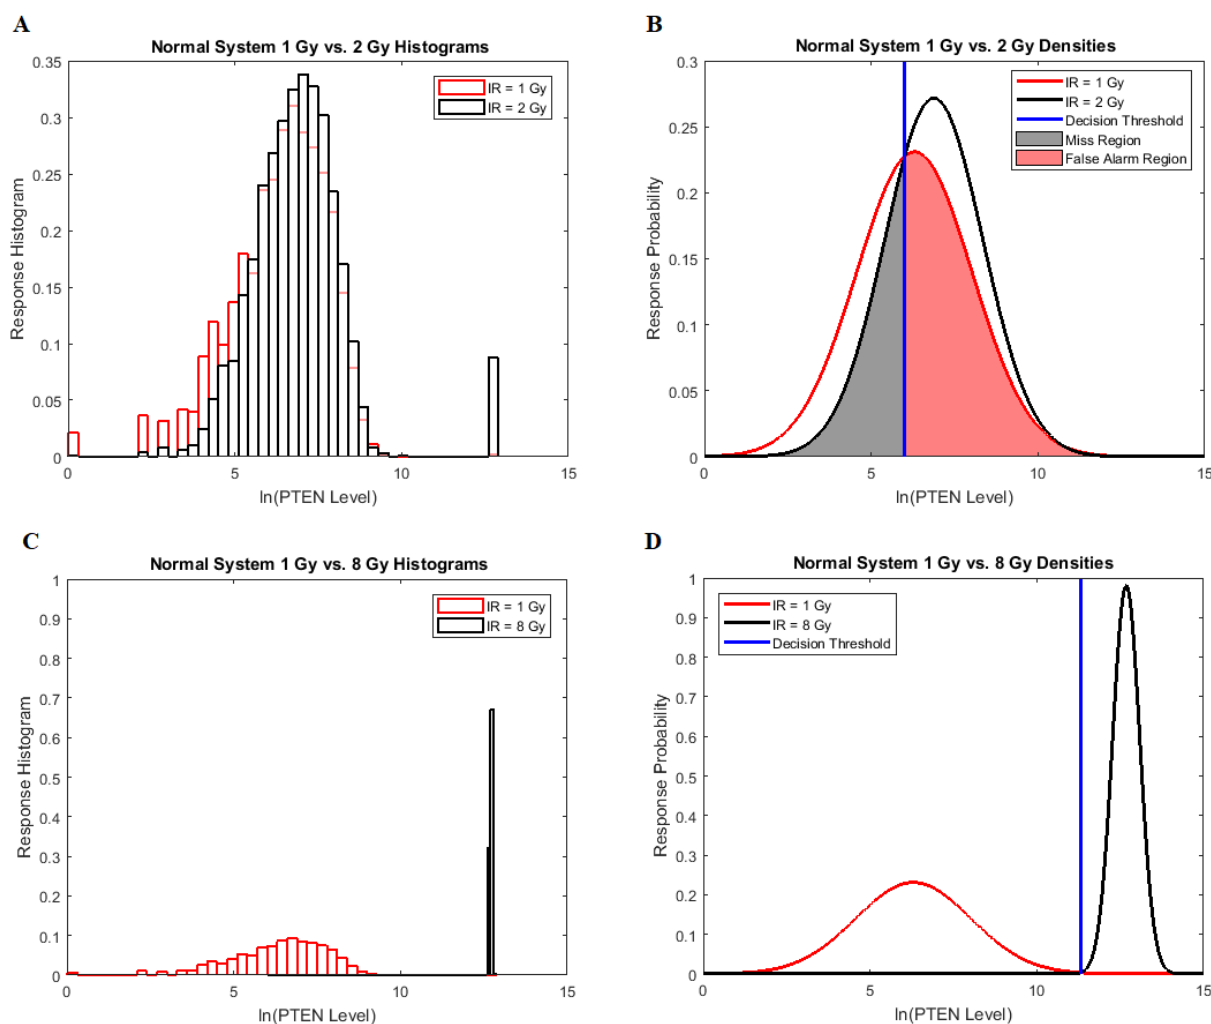 A
Normal System 1 Gy vs. 2 Gy Histograms
Response Histogram
0.35
0.3
0.25
0.2
0.15
0.1
0.05
0
IR = 1 Gy
IR = 2 Gy
0
5
10
15
ln(PTEN Level)
B
Normal System 1 Gy vs. 2 Gy Densities
Response Probability
0.3
0.25
0.2
0.15
0.1
0.05
0
IR = 1 Gy
IR = 2 Gy
Decision Threshold
Miss Region
False Alarm Region
0
5
10
15
ln(PTEN Level)
C
Normal System 1 Gy vs. 8 Gy Histograms
Response Histogram
1
0.9
0.8
0.7
0.6
0.5
0.4
0.3
0.2
0.1
0
IR = 1 Gy
IR = 8 Gy
0
5
10
15
ln(PTEN Level)
D
Normal System 1 Gy vs. 8 Gy Densities
Response Probability
1
0.9
0.8
0.7
0.6
0.5
0.4
0.3
0.2
0.1
0
IR = 1 Gy
IR = 8 Gy
Decision Threshold
0
5
10
15
ln(PTEN Level)